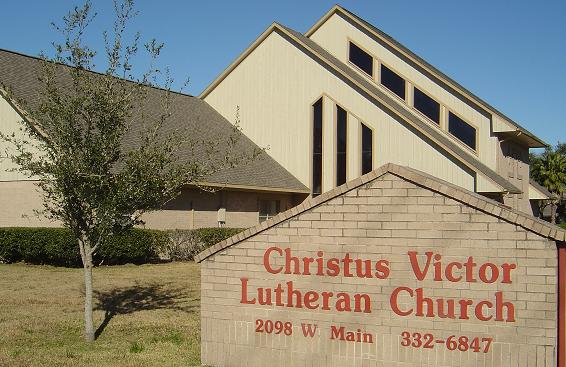 Christus Victor
Lutheran Church
2098 W. Main 332-6847